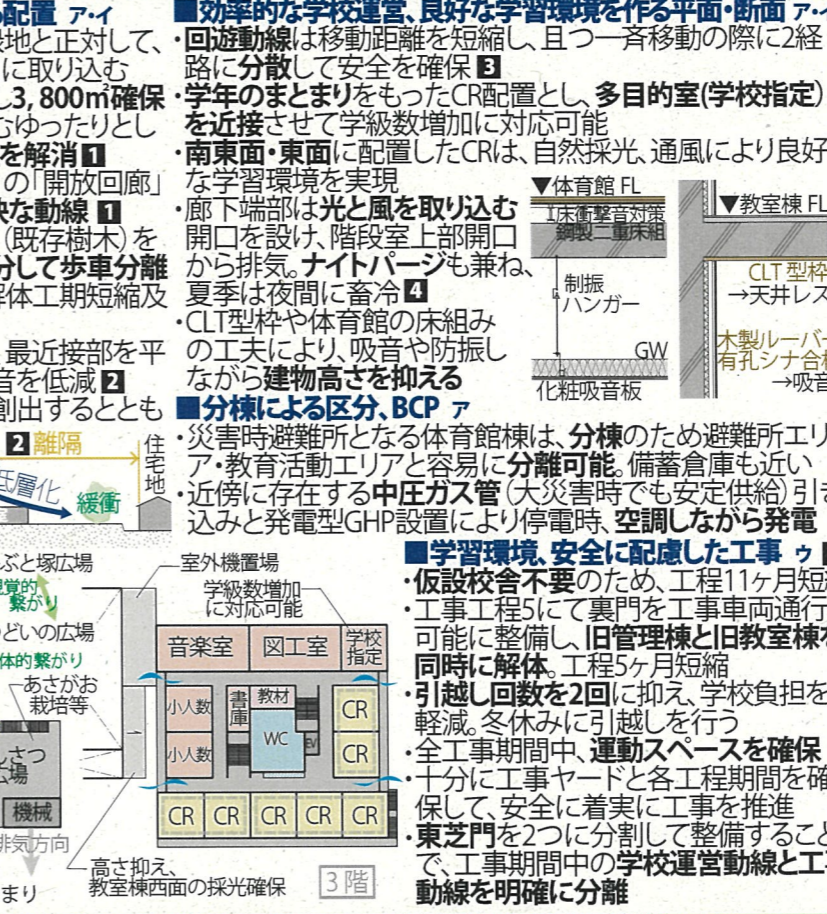 配置 ア・イ
地と正対して、
に取り込む
3,800㎡確保
むゆったりとし
を解消1
の「開放回廊」
な動線 1
(既存樹木)を
分して歩車分離
解体工期短縮及
最近接部を平
音を低減2
創出するととも
2 離隔
低層化
緩衝
住宅地
■効率的な学校運営、良好な学習環境を作る平面・断面 ア・イ
・回遊動線は移動距離を短縮し、且つ一斉移動の際に2経
路に分散して安全を確保3
・学年のまとまりをもったCR配置とし、多目的室(学校指定)
を近接させて学級数増加に対応可能
・南東面・東面に配置したCRは、自然採光、通風により良好
な学習環境を実現
・廊下端部は光と風を取り込む
開口を設け、階段室上部開口
から排気。ナイトパージも兼ね、
夏季は夜間に蓄冷4
・CLT型枠や体育館の床組み
の工夫により、吸音や防振し
ながら建物高さを抑える
▼体育館 FL
床衝撃音対策
鋼製二重床組
制振
ハンガー
GW
化粧吸音板
▼教室棟 FL
CLT 型枠
→天井レス
木製ルーバー
有孔シナ合板
→吸音
■分棟による区分、BCP ア
・災害時避難所となる体育館棟は、分棟のため避難所エリ
ア・教育活動エリアと容易に分離可能。備蓄倉庫も近い
・近傍に存在する中圧ガス管(大災害時でも安定供給)引き
込みと発電型GHP設置により停電時、空調しながら発電
ぶと塚広場
視覚的
繋がり
どいの広場
体的繋がり
あさがお
栽培等
さつ
広場
機械
排気方向
まり
室外機置場
学級数増加
に対応可能
音楽室
図工室
学校
指定
小人数
書庫
教材
CR
小人数
WC
EV
CR
CR
CR
CR
CR
CR
高さ抑え、
教室棟西面の採光確保
3階
■学習環境、安全に配慮した工事 ゥ
・仮設校舎不要のため、工程11ヶ月短
・工事工程5にて裏門を工事車両通行
可能に整備し、旧管理棟と旧教室棟を
同時に解体。工程5ヶ月短縮
・引越し回数を2回に抑え、学校負担を
軽減。冬休みに引越しを行う
・全工事期間中、運動スペースを確保
・十分に工事ヤードと各工程期間を確
保して、安全に着実に工事を推進
・東芝門を2つに分割して整備すること
で、工事期間中の学校運営動線と工事
動線を明確に分離